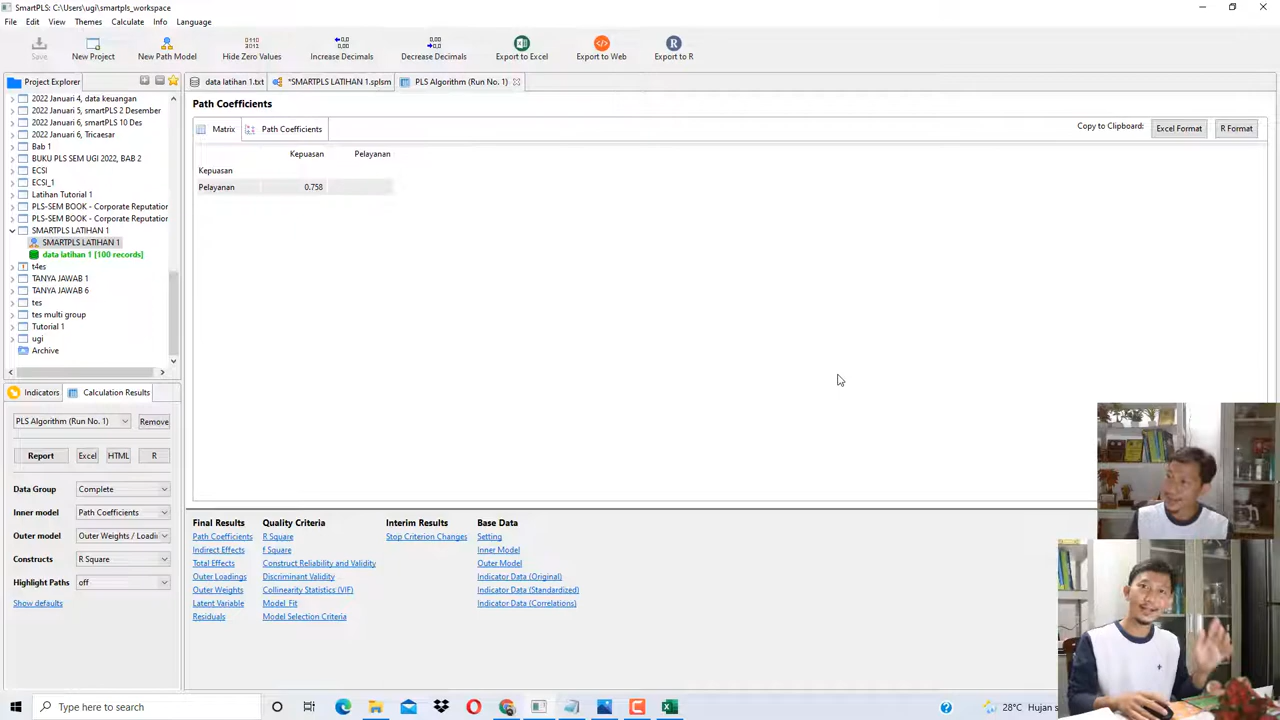 SmartPLS: C:\Users\ugi\smartpls_workspace
File Edit View Themes Calculate Info Language
Save New Project New Path Model Hide Zero Values Increase Decimals Decrease Decimals Export to Excel Export to Web Export to R
Project Explorer
2022 Januari 4, data keuangan
2022 Januari 5, smartPLS 2 Desember
2022 Januari 6, smartPLS 10 Des
2022 Januari 6, Tricaesar
Bab 1
BUKU PLS SEM UGI 2022, BAB 2
ECSI
ECSI_1
Latihan Tutorial 1
PLS-SEM BOOK - Corporate Reputation
PLS-SEM BOOK - Corporate Reputation
SMARTPLS LATIHAN 1
SMARTPLS LATIHAN 1
data latihan 1 [100 records]
t4es
TANYA JAWAB 1
TANYA JAWAB 6
tes
tes multi group
Tutorial 1
ugi
Archive
Indicators Calculation Results
PLS Algorithm (Run No. 1) Remove
Report Excel HTML R
Data Group Complete
Inner model Path Coefficients
Outer model Outer Weights / Loadin
Constructs R Square
Highlight Paths off
Show defaults
data latihan 1.txt *SMARTPLS LATIHAN 1.splsm PLS Algorithm (Run No. 1)
Path Coefficients
Matrix Path Coefficients Copy to Clipboard: Excel Format R Format
Kepuasan Pelayanan
Kepuasan
Pelayanan 0.758
Final Results Quality Criteria Interim Results Base Data
Path Coefficients R Square Stop Criterion Changes Setting
Indirect Effects f Square Inner Model
Total Effects Construct Reliability and Validity Outer Model
Outer Loadings Discriminant Validity Indicator Data (Original)
Outer Weights Collinearity Statistics (VIF) Indicator Data (Standardized)
Latent Variable Model_Fit Indicator Data (Correlations)
Residuals Model Selection Criteria
Type here to search 28°C Hujan s